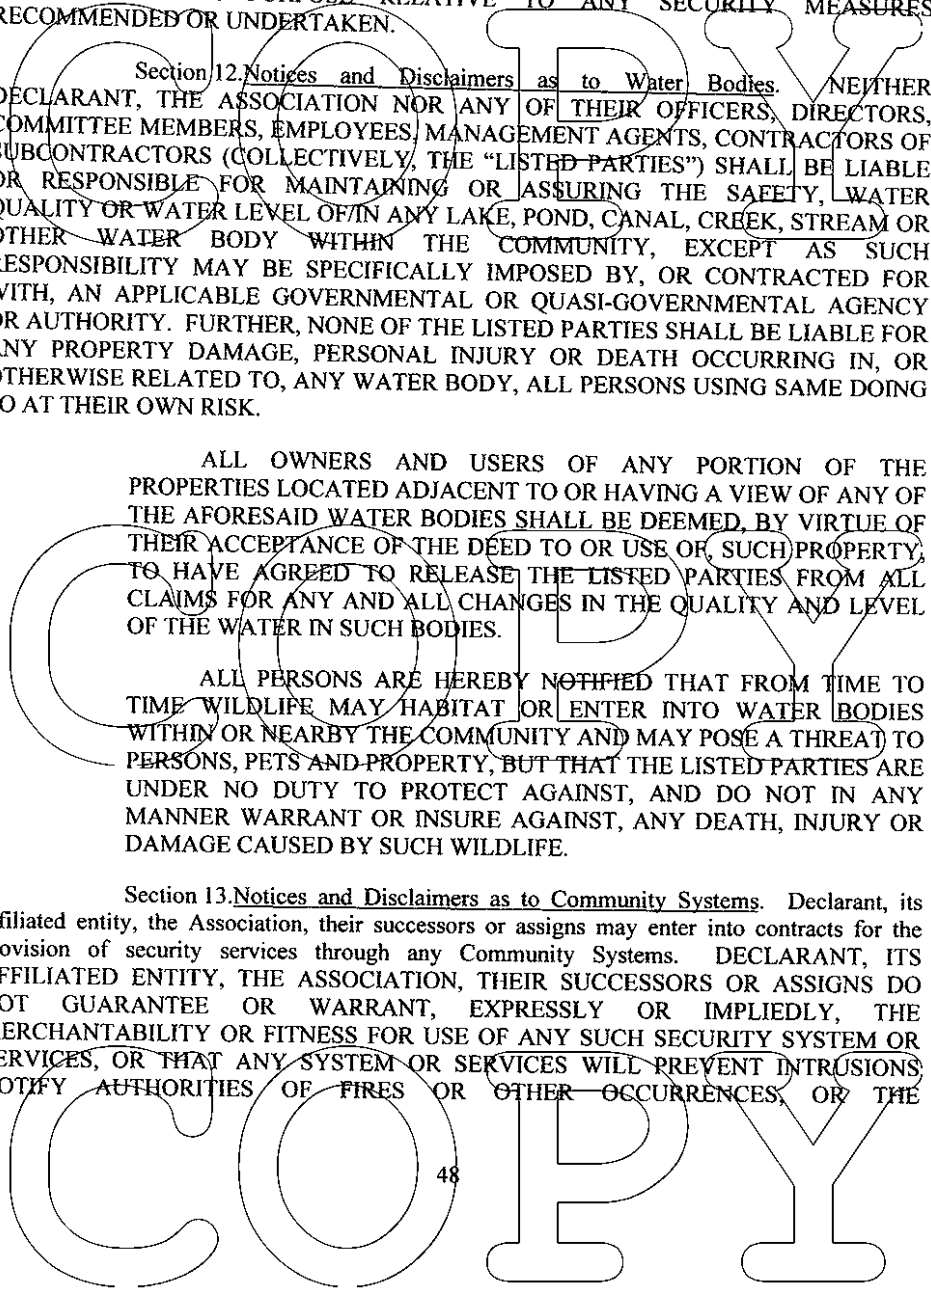 PURPOSE RELATIVE TO ANY SECURITY MEASURES
RECOMMENDED OR UNDERTAKEN.
Section 12.Notices and Disclaimers as to Water Bodies. NEITHER
DECLARANT, THE ASSOCIATION NOR ANY OF THEIR OFFICERS, DIRECTORS,
COMMITTEE MEMBERS, EMPLOYEES, MANAGEMENT AGENTS, CONTRACTORS OF
SUBCONTRACTORS (COLLECTIVELY, THE “LISTED PARTIES”) SHALL BE LIABLE
OR RESPONSIBLE FOR MAINTAINING OR ASSURING THE SAFETY, WATER
QUALITY OR WATER LEVEL OF/IN ANY LAKE, POND, CANAL, CREEK, STREAM OR
OTHER WATER BODY WITHIN THE COMMUNITY, EXCEPT AS SUCH
RESPONSIBILITY MAY BE SPECIFICALLY IMPOSED BY, OR CONTRACTED FOR
WITH, AN APPLICABLE GOVERNMENTAL OR QUASI-GOVERNMENTAL AGENCY
OR AUTHORITY. FURTHER, NONE OF THE LISTED PARTIES SHALL BE LIABLE FOR
ANY PROPERTY DAMAGE, PERSONAL INJURY OR DEATH OCCURRING IN, OR
OTHERWISE RELATED TO, ANY WATER BODY, ALL PERSONS USING SAME DOING
SO AT THEIR OWN RISK.
ALL OWNERS AND USERS OF ANY PORTION OF THE
PROPERTIES LOCATED ADJACENT TO OR HAVING A VIEW OF ANY OF
THE AFORESAID WATER BODIES SHALL BE DEEMED, BY VIRTUE OF
THEIR ACCEPTANCE OF THE DEED TO OR USE OF, SUCH PROPERTY,
TO HAVE AGREED TO RELEASE THE LISTED PARTIES FROM ALL
CLAIMS FOR ANY AND ALL CHANGES IN THE QUALITY AND LEVEL
OF THE WATER IN SUCH BODIES.
ALL PERSONS ARE HEREBY NOTIFIED THAT FROM TIME TO
TIME WILDLIFE MAY HABITAT OR ENTER INTO WATER BODIES
WITHIN OR NEARBY THE COMMUNITY AND MAY POSE A THREAT TO
PERSONS, PETS AND PROPERTY, BUT THAT THE LISTED PARTIES ARE
UNDER NO DUTY TO PROTECT AGAINST, AND DO NOT IN ANY
MANNER WARRANT OR INSURE AGAINST, ANY DEATH, INJURY OR
DAMAGE CAUSED BY SUCH WILDLIFE.
Section 13.Notices and Disclaimers as to Community Systems. Declarant, its
ffiliated entity, the Association, their successors or assigns may enter into contracts for the
rovision of security services through any Community Systems. DECLARANT, ITS
FFILIATED ENTITY, THE ASSOCIATION, THEIR SUCCESSORS OR ASSIGNS DO
OT GUARANTEE OR WARRANT, EXPRESSLY OR IMPLIEDLY, THE
ERCHANTABILITY OR FITNESS FOR USE OF ANY SUCH SECURITY SYSTEM OR
ERVICES, OR THAT ANY SYSTEM OR SERVICES WILL PREVENT INTRUSIONS,
OTIFY AUTHORITIES OF FIRES OR OTHER OCCURRENCES, OR THE
48
COPY
COPY
COPY